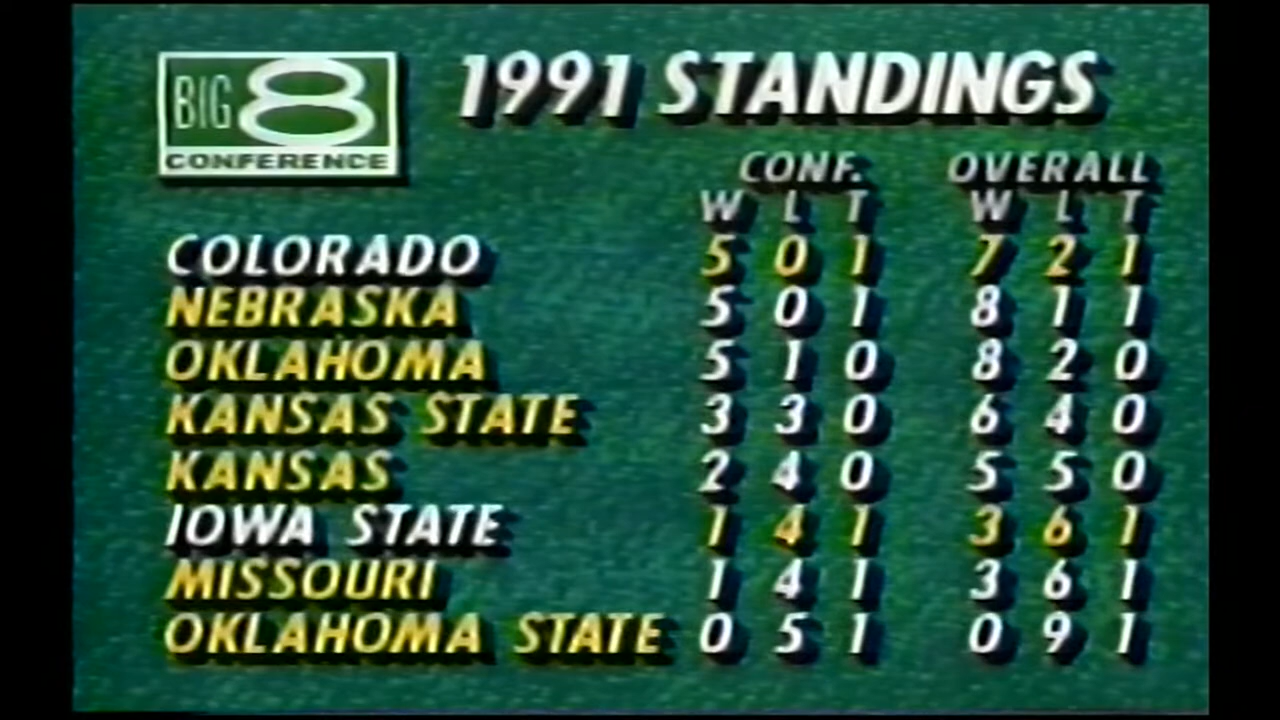 BIG 8
CONFERENCE
1991 STANDINGS
CONF. OVERALL
W L T W L T
COLORADO 5 0 1 7 2 1
NEBRASKA 5 0 1 8 1 1
OKLAHOMA 5 1 0 8 2 0
KANSAS STATE 3 3 0 6 4 0
KANSAS 2 4 0 5 5 0
IOWA STATE 1 4 1 3 6 1
MISSOURI 1 4 1 3 6 1
OKLAHOMA STATE 0 5 1 0 9 1